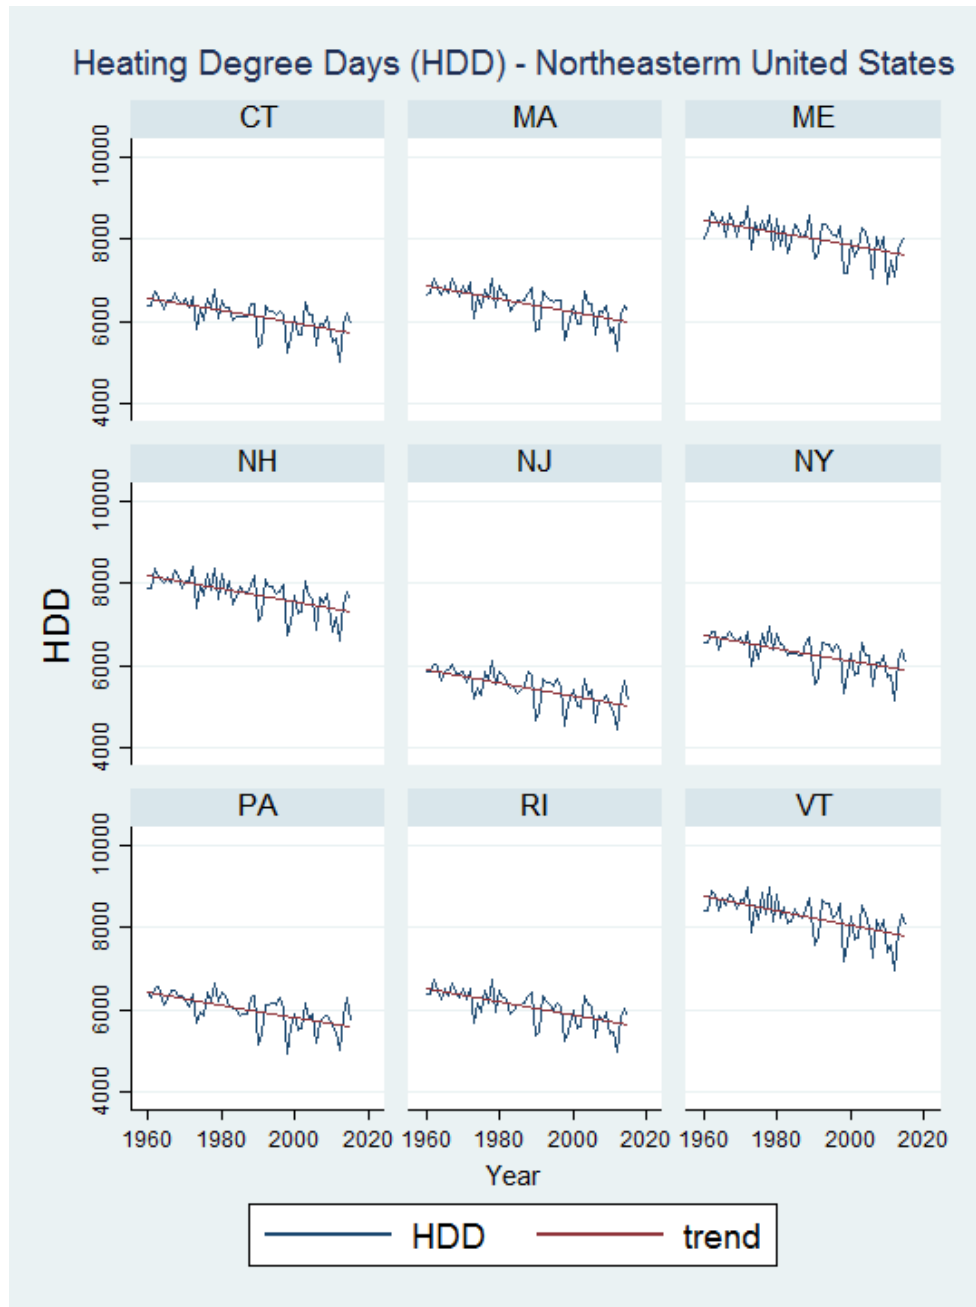 Heating Degree Days (HDD) - Northeasterm United States
CT MA ME
10000
8000
6000
4000
NH NJ NY
10000
8000
6000
4000
HDD
PA RI VT
10000
8000
6000
4000
1960 1980 2000 2020 1960 1980 2000 2020 1960 1980 2000 2020
Year
HDD trend